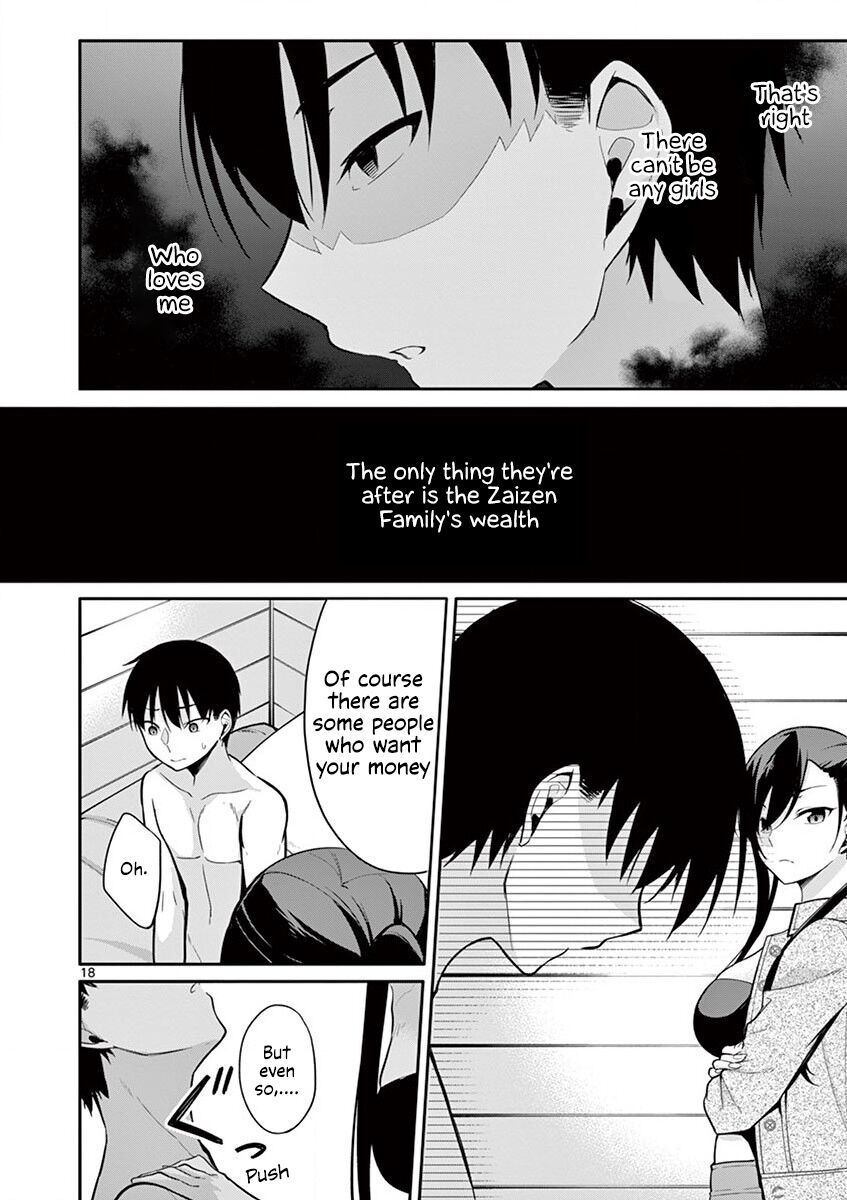 That's
right
There
can't be
any girls
Who
loves
me
The only thing they're
after is the Zaizen
Family's wealth
Of course
there are
some people
who want
your money
Oh.
18
But
even
so,....
Push